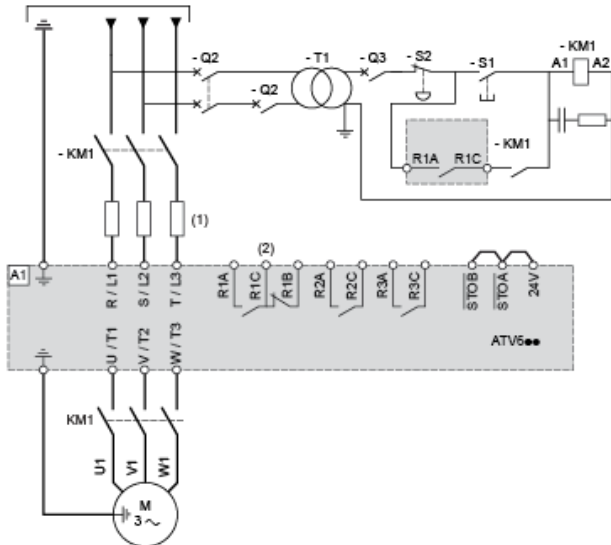 - Q2
- T1
- Q3
- S2
- S1
- KM1
A1 A2
- Q2
- KM1
R1A R1C
- KM1
(1)
(2)
A1
R / L1
S / L2
T / L3
R1A
R1C
R1B
R2A
R2C
R3A
R3C
STOB
STOA
24V
U / T1
V / T2
W / T3
ATV6●●
KM1
U1
V1
W1
M
3 ~